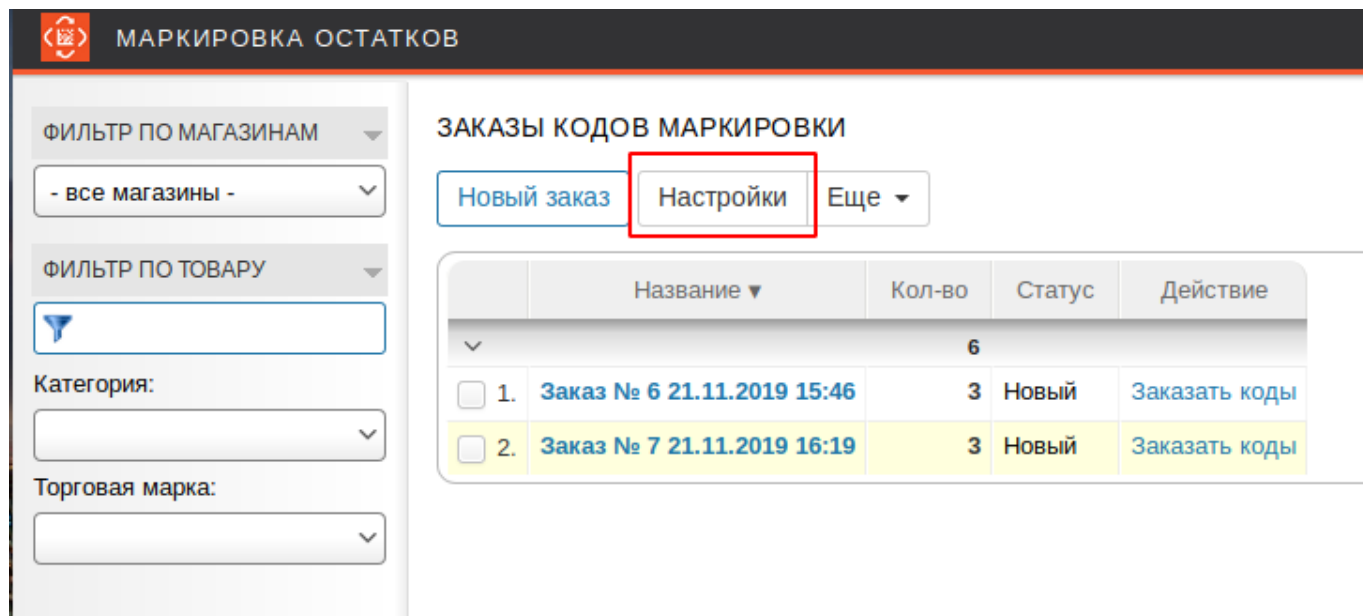 МАРКИРОВКА ОСТАТКОВ
ФИЛЬТР ПО МАГАЗИНАМ
- все магазины -
ФИЛЬТР ПО ТОВАРУ
Категория:
Торговая марка:
ЗАКАЗЫ КОДОВ МАРКИРОВКИ
Новый заказ Настройки Еще
Название Кол-во Статус Действие
6
1. Заказ № 6 21.11.2019 15:46 3 Новый Заказать коды
2. Заказ № 7 21.11.2019 16:19 3 Новый Заказать коды